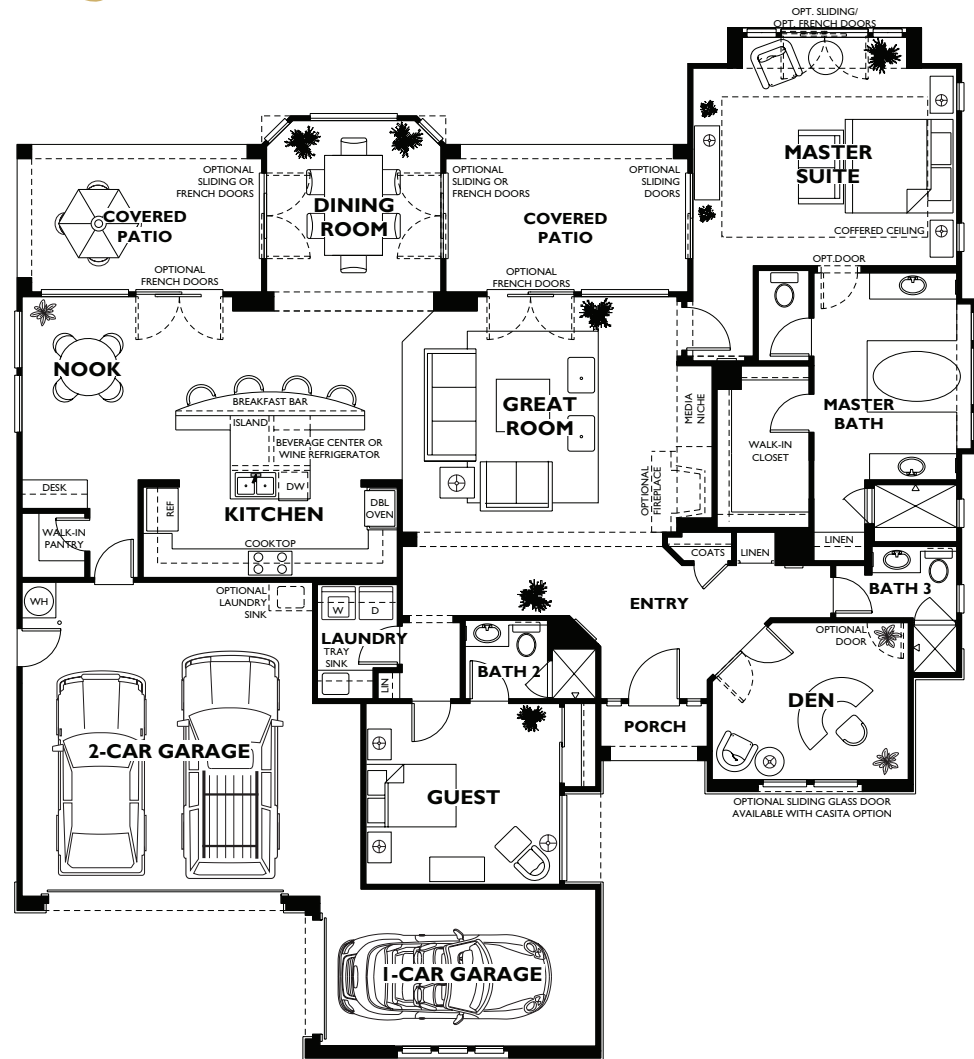 OPT. SLIDING/
OPT. FRENCH DOORS
MASTER
SUITE
COFFERED CEILING
OPT.DOOR
OPTIONAL
SLIDING OR
FRENCH DOORS
DINING
ROOM
OPTIONAL
SLIDING OR
FRENCH DOORS
OPTIONAL
SLIDING
DOORS
COVERED
PATIO
COVERED
PATIO
OPTIONAL
FRENCH DOORS
OPTIONAL
FRENCH DOORS
NOOK
BREAKFAST BAR
ISLAND
BEVERAGE CENTER OR
WINE REFRIGERATOR
DW
GREAT
ROOM
MEDIA
NICHE
OPTIONAL
FIREPLACE
WALK-IN
CLOSET
MASTER
BATH
DESK
REF
KITCHEN
DBL
OVEN
WALK-IN
PANTRY
COOKTOP
COATS
LINEN
LINEN
WH
OPTIONAL
LAUNDRY
SINK
W
D
LAUNDRY
TRAY
SINK
LIN
BATH 2
ENTRY
BATH 3
OPTIONAL
DOOR
DEN
PORCH
2-CAR GARAGE
GUEST
OPTIONAL SLIDING GLASS DOOR
AVAILABLE WITH CASITA OPTION
1-CAR GARAGE